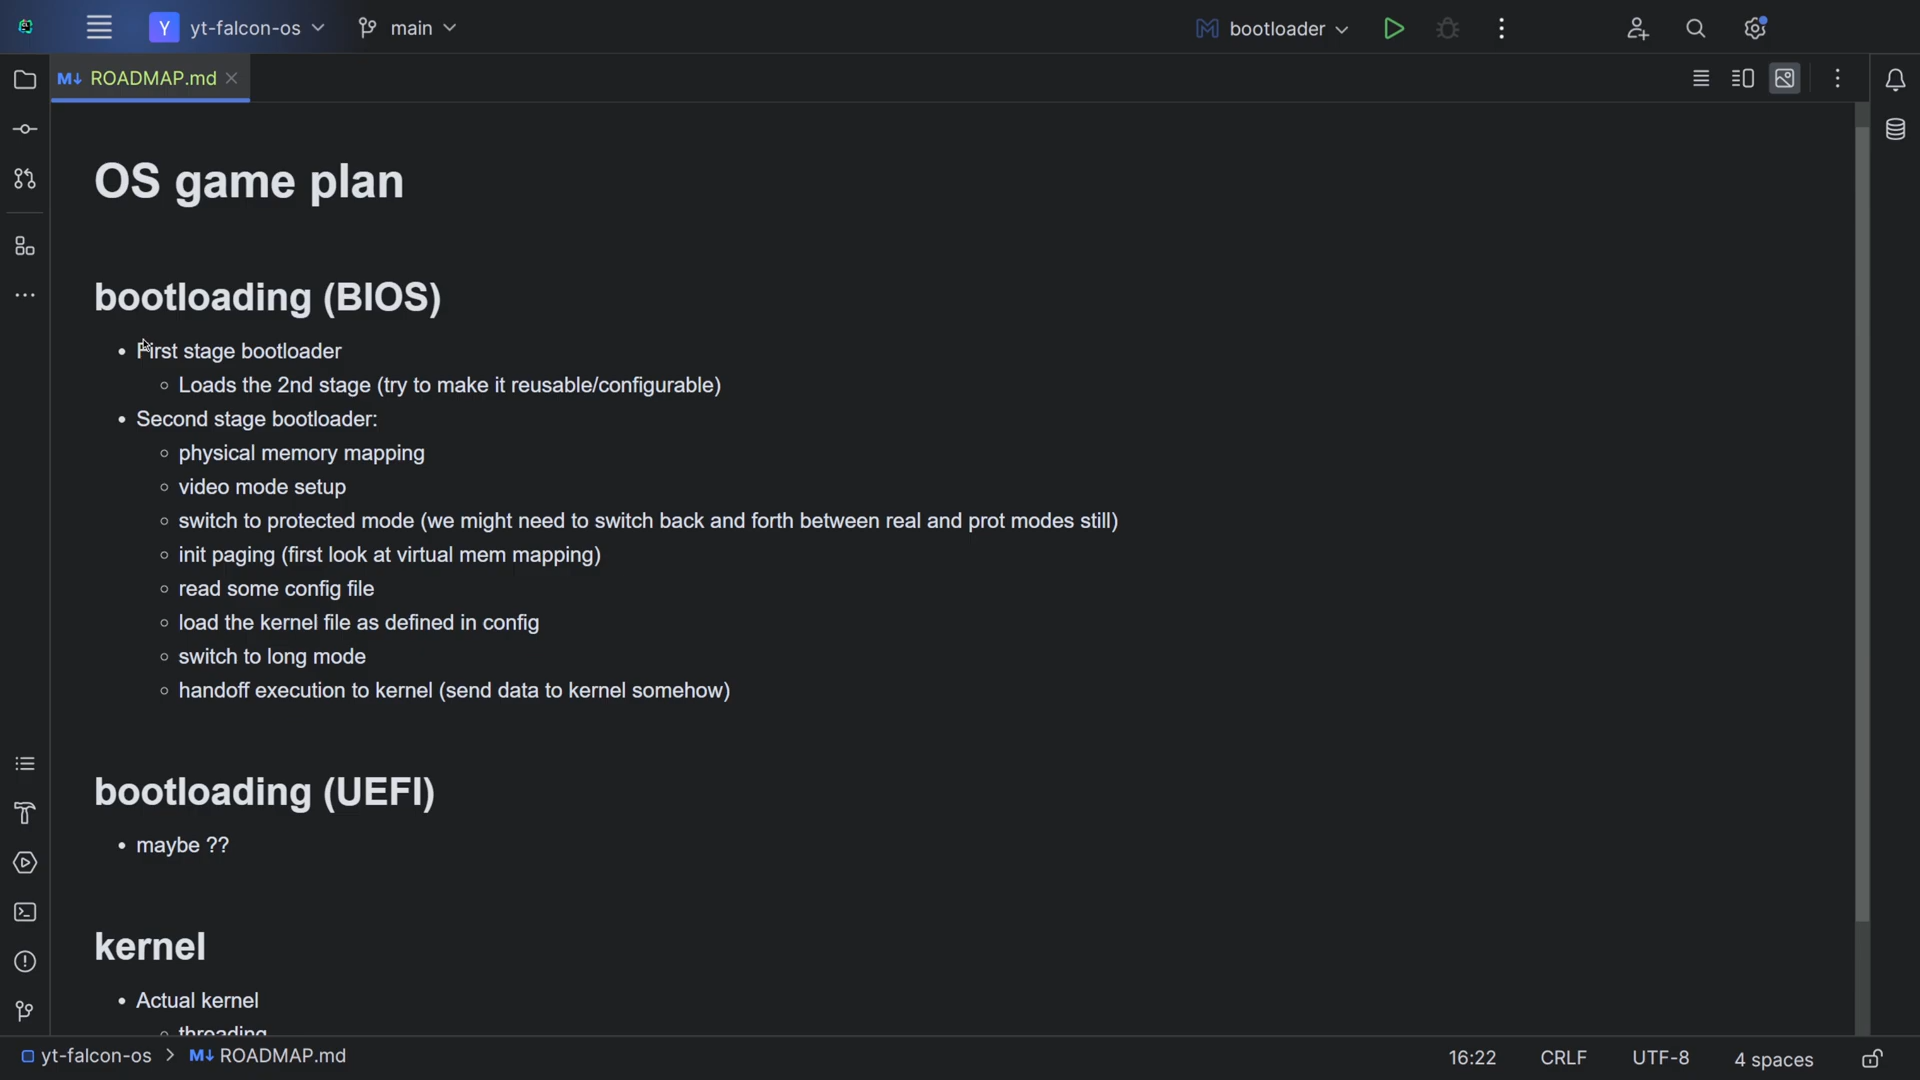 Y yt-falcon-os main bootloader
M↓ ROADMAP.md
OS game plan
bootloading (BIOS)
• First stage bootloader
◦ Loads the 2nd stage (try to make it reusable/configurable)
• Second stage bootloader:
◦ physical memory mapping
◦ video mode setup
◦ switch to protected mode (we might need to switch back and forth between real and prot modes still)
◦ init paging (first look at virtual mem mapping)
◦ read some config file
◦ load the kernel file as defined in config
◦ switch to long mode
◦ handoff execution to kernel (send data to kernel somehow)
bootloading (UEFI)
• maybe ??
kernel
• Actual kernel
◦ threading
yt-falcon-os > M↓ ROADMAP.md 16:22 CRLF UTF-8 4 spaces